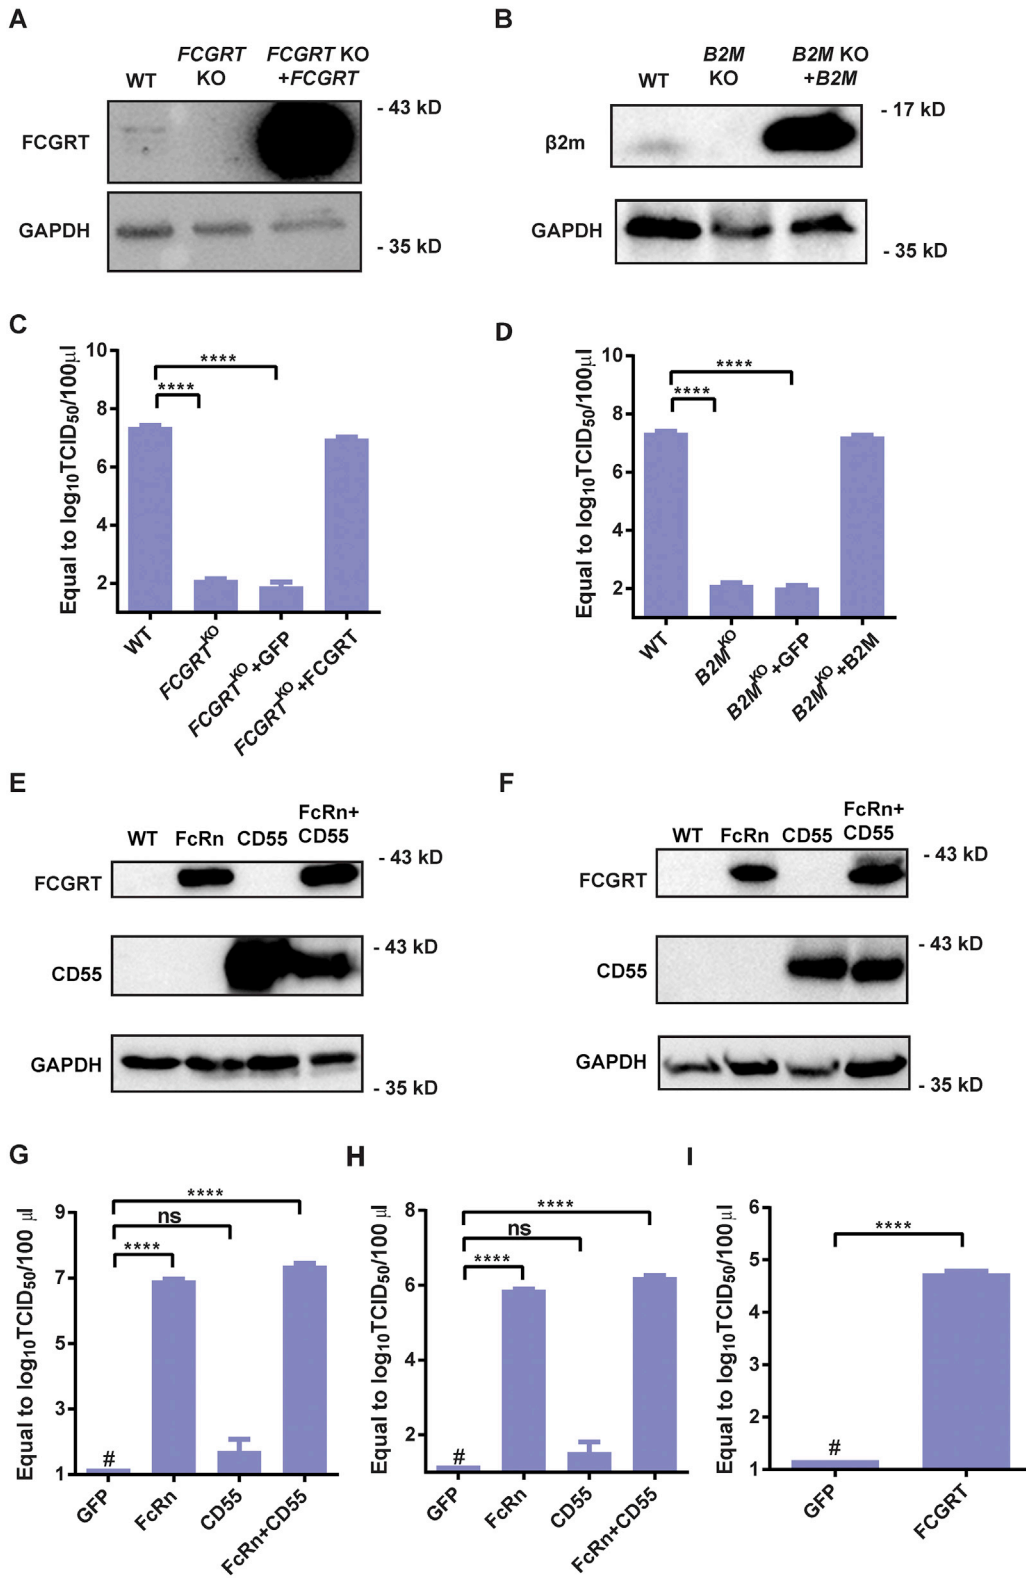 A
WT
FCGRT
KO
FCGRT KO
+FCGRT
FCGRT
- 43 kD
GAPDH
- 35 kD
B
WT
B2M
KO
B2M KO
+B2M
β2m
- 17 kD
GAPDH
- 35 kD
C
Equal to log10TCID50/100µl
10
8
6
4
2
****
****
WT
FCGRTKO
FCGRTKO+GFP
FCGRTKO+FCGRT
D
Equal to log10TCID50/100µl
10
8
6
4
2
****
****
WT
B2MKO
B2MKO+GFP
B2MKO+B2M
E
WT
FcRn
CD55
FcRn+
CD55
FCGRT
- 43 kD
CD55
- 43 kD
GAPDH
- 35 kD
F
WT
FcRn
CD55
FcRn+
CD55
FCGRT
- 43 kD
CD55
- 43 kD
GAPDH
- 35 kD
G
Equal to log10TCID50/100 µl
9
7
5
3
1
****
ns
****
#
GFP
FcRn
CD55
FcRn+CD55
H
Equal to log10TCID50/100 µl
8
6
4
2
****
ns
****
#
GFP
FcRn
CD55
FcRn+CD55
I
Equal to log10TCID50/100 µl
6
5
4
3
2
1
****
#
GFP
FCGRT